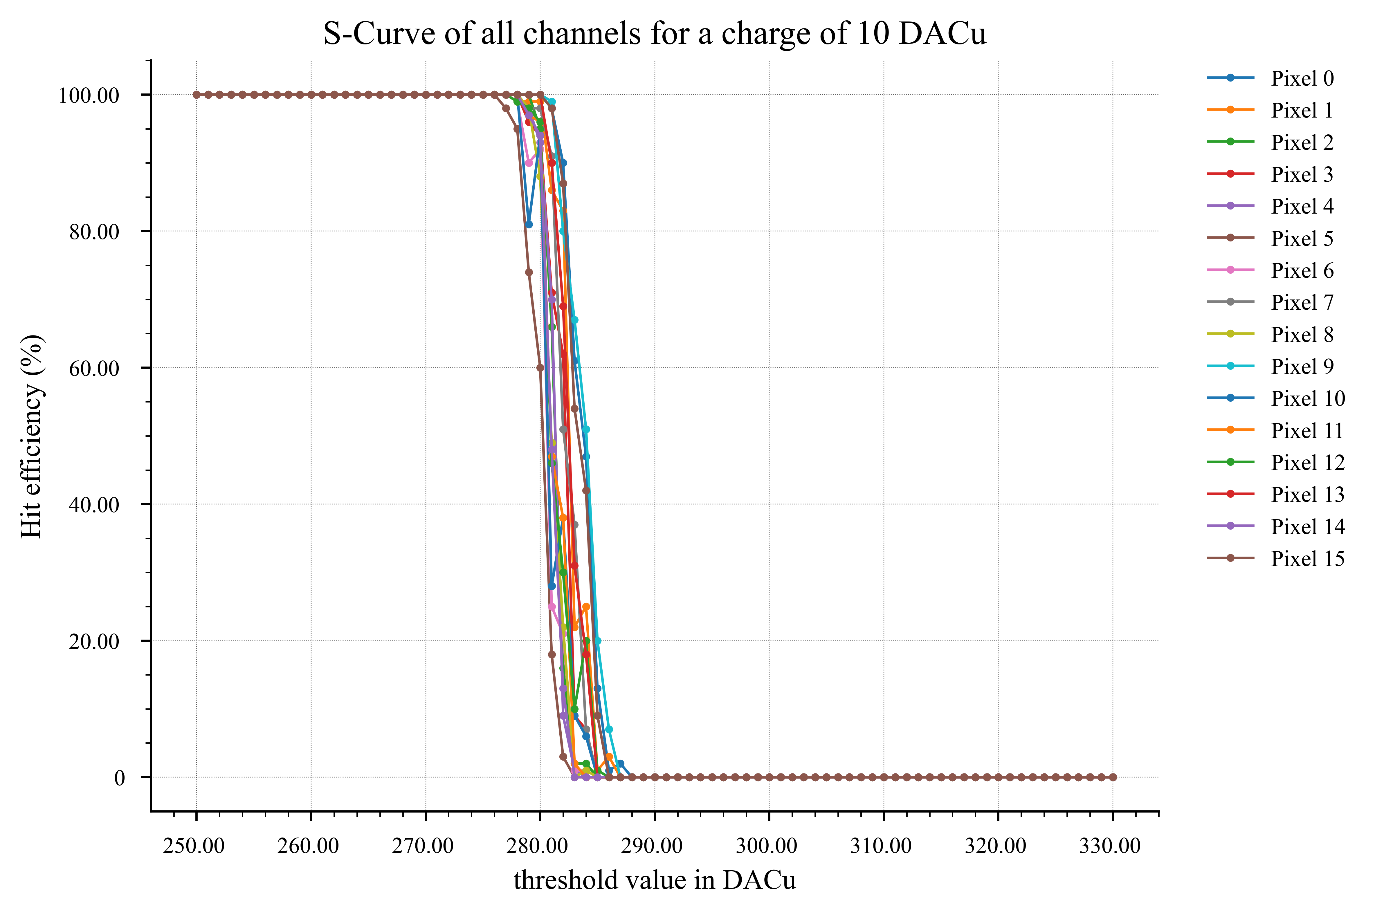 S-Curve of all channels for a charge of 10 DACu
100.00
80.00
60.00
40.00
20.00
0
Hit efficiency (%)
250.00 260.00 270.00 280.00 290.00 300.00 310.00 320.00 330.00
threshold value in DACu
Pixel 0
Pixel 1
Pixel 2
Pixel 3
Pixel 4
Pixel 5
Pixel 6
Pixel 7
Pixel 8
Pixel 9
Pixel 10
Pixel 11
Pixel 12
Pixel 13
Pixel 14
Pixel 15